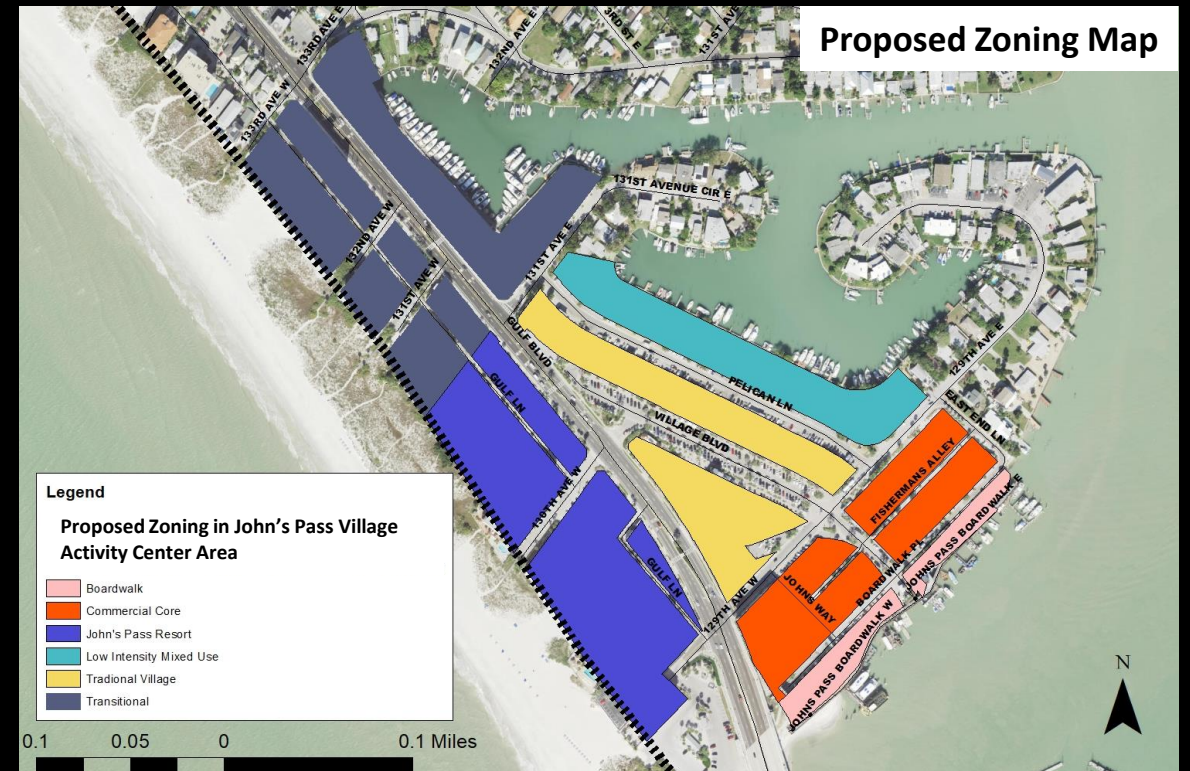 Proposed Zoning Map
133RD AVE E
3RD ST E
131ST AVE
132ND AVE E
133RD AVE W
131ST AVENUE CIR E
132ND AVE W
131ST AVE E
131ST AVE W
GULF BLVD
129TH AVE E
PELICAN LN
GULF LN
EAST END LN
VILLAGE BLVD
FISHERMANS ALLEY
130TH AVE W
JOHNS PASS BOARDWALK E
BOARDWALK PL
GULF LN
JOHNS WAY
129TH AVE W
JOHNS PASS BOARDWALK W
Legend
Proposed Zoning in John's Pass Village
Activity Center Area
Boardwalk
Commercial Core
John's Pass Resort
Low Intensity Mixed Use
Tradional Village
Transitional
N
0.1 0.05 0 0.1 Miles